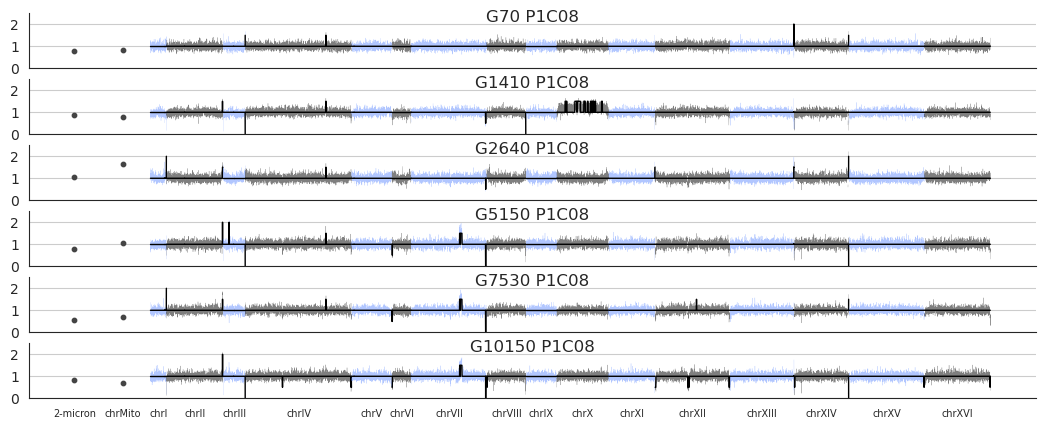 G70 P1C08
2
1
0
G1410 P1C08
2
1
0
G2640 P1C08
2
1
0
G5150 P1C08
2
1
0
G7530 P1C08
2
1
0
G10150 P1C08
2
1
0
2-micron chrMito chrI chrII chrIII chrIV chrV chrVI chrVII chrVIII chrIX chrX chrXI chrXII chrXIII chrXIV chrXV chrXVI